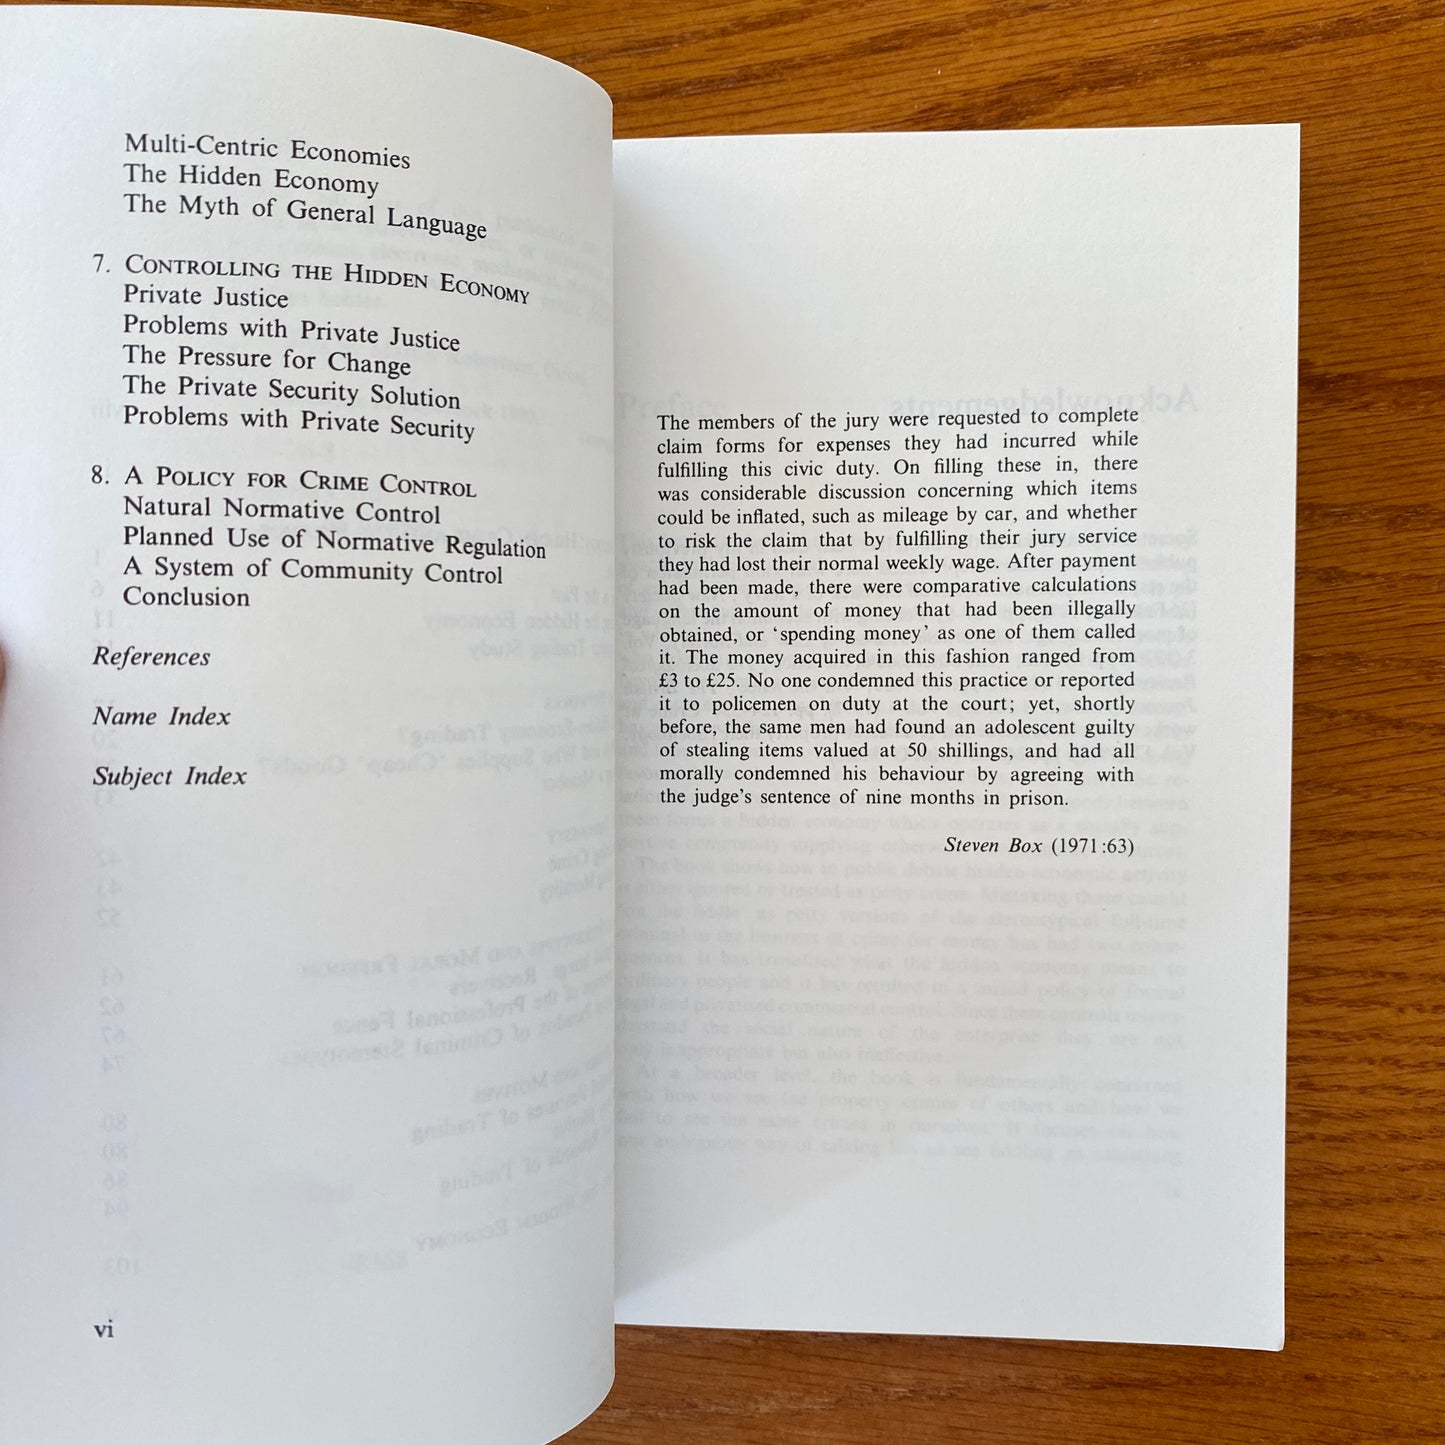 Multi-Centric Economies
The Hidden Economy
The Myth of General Language
7. CONTROLLING THE HIDDEN ECONOMY
Private Justice
Problems with Private Justice
The Pressure for Change
The Private Security Solution
Problems with Private Security
8. A POLICY FOR CRIME CONTROL
Natural Normative Control
Planned Use of Normative Regulation
A System of Community Control
Conclusion
References
Name Index
Subject Index
vi
The members of the jury were requested to complete
claim forms for expenses they had incurred while
fulfilling this civic duty. On filling these in, there
was considerable discussion concerning which items
could be inflated, such as mileage by car, and whether
to risk the claim that by fulfilling their jury service
they had lost their normal weekly wage. After payment
had been made, there were comparative calculations
on the amount of money that had been illegally
obtained, or ‘spending money’ as one of them called
it. The money acquired in this fashion ranged from
£3 to £25. No one condemned this practice or reported
it to policemen on duty at the court; yet, shortly
before, the same men had found an adolescent guilty
of stealing items valued at 50 shillings, and had all
morally condemned his behaviour by agreeing with
the judge’s sentence of nine months in prison.
Steven Box (1971:63)